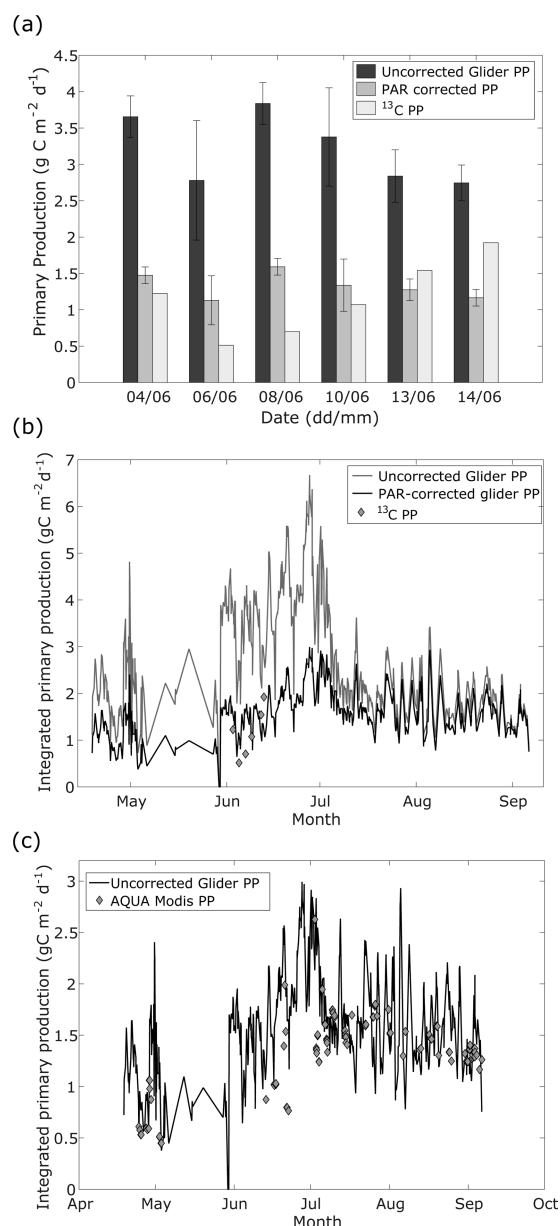 (a)
Primary Production (g C m⁻² d⁻¹)
4.5
4
3.5
3
2.5
2
1.5
1
0.5
0
Uncorrected Glider PP
PAR corrected PP
¹³C PP
04/06 06/06 08/06 10/06 13/06 14/06
Date (dd/mm)
(b)
Integrated primary production (gC m⁻² d⁻¹)
7
6
5
4
3
2
1
0
Uncorrected Glider PP
PAR-corrected glider PP
¹³C PP
May Jun Jul Aug Sep
Month
(c)
Integrated primary production (gC m⁻² d⁻¹)
3
2.5
2
1.5
1
0.5
0
Uncorrected Glider PP
AQUA Modis PP
Apr May Jun Jul Aug Sep Oct
Month